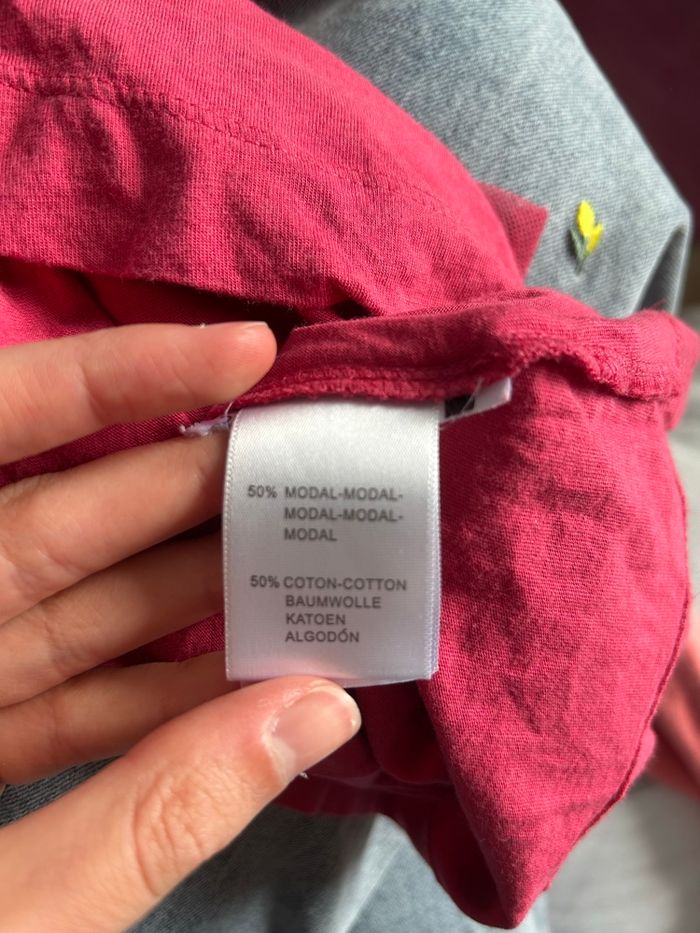 50% MODAL-MODAL-
MODAL-MODAL-
MODAL
50% COTON-COTTON
BAUMWOLLE
KATOEN
ALGODÓN